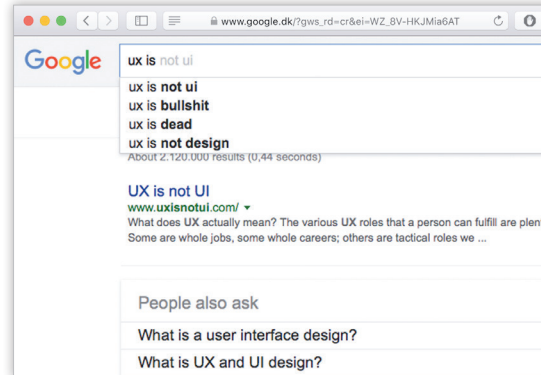 www.google.dk/?gws_rd=cr&ei=WZ_8V-HKJMia6AT
Google
ux is not ui
ux is not ui
ux is bullshit
ux is dead
ux is not design
About 2.120.000 results (0,44 seconds)
UX is not UI
www.uxisnotui.com/
What does UX actually mean? The various UX roles that a person can fulfill are plen
Some are whole jobs, some whole careers; others are tactical roles we ...
People also ask
What is a user interface design?
What is UX and UI design?